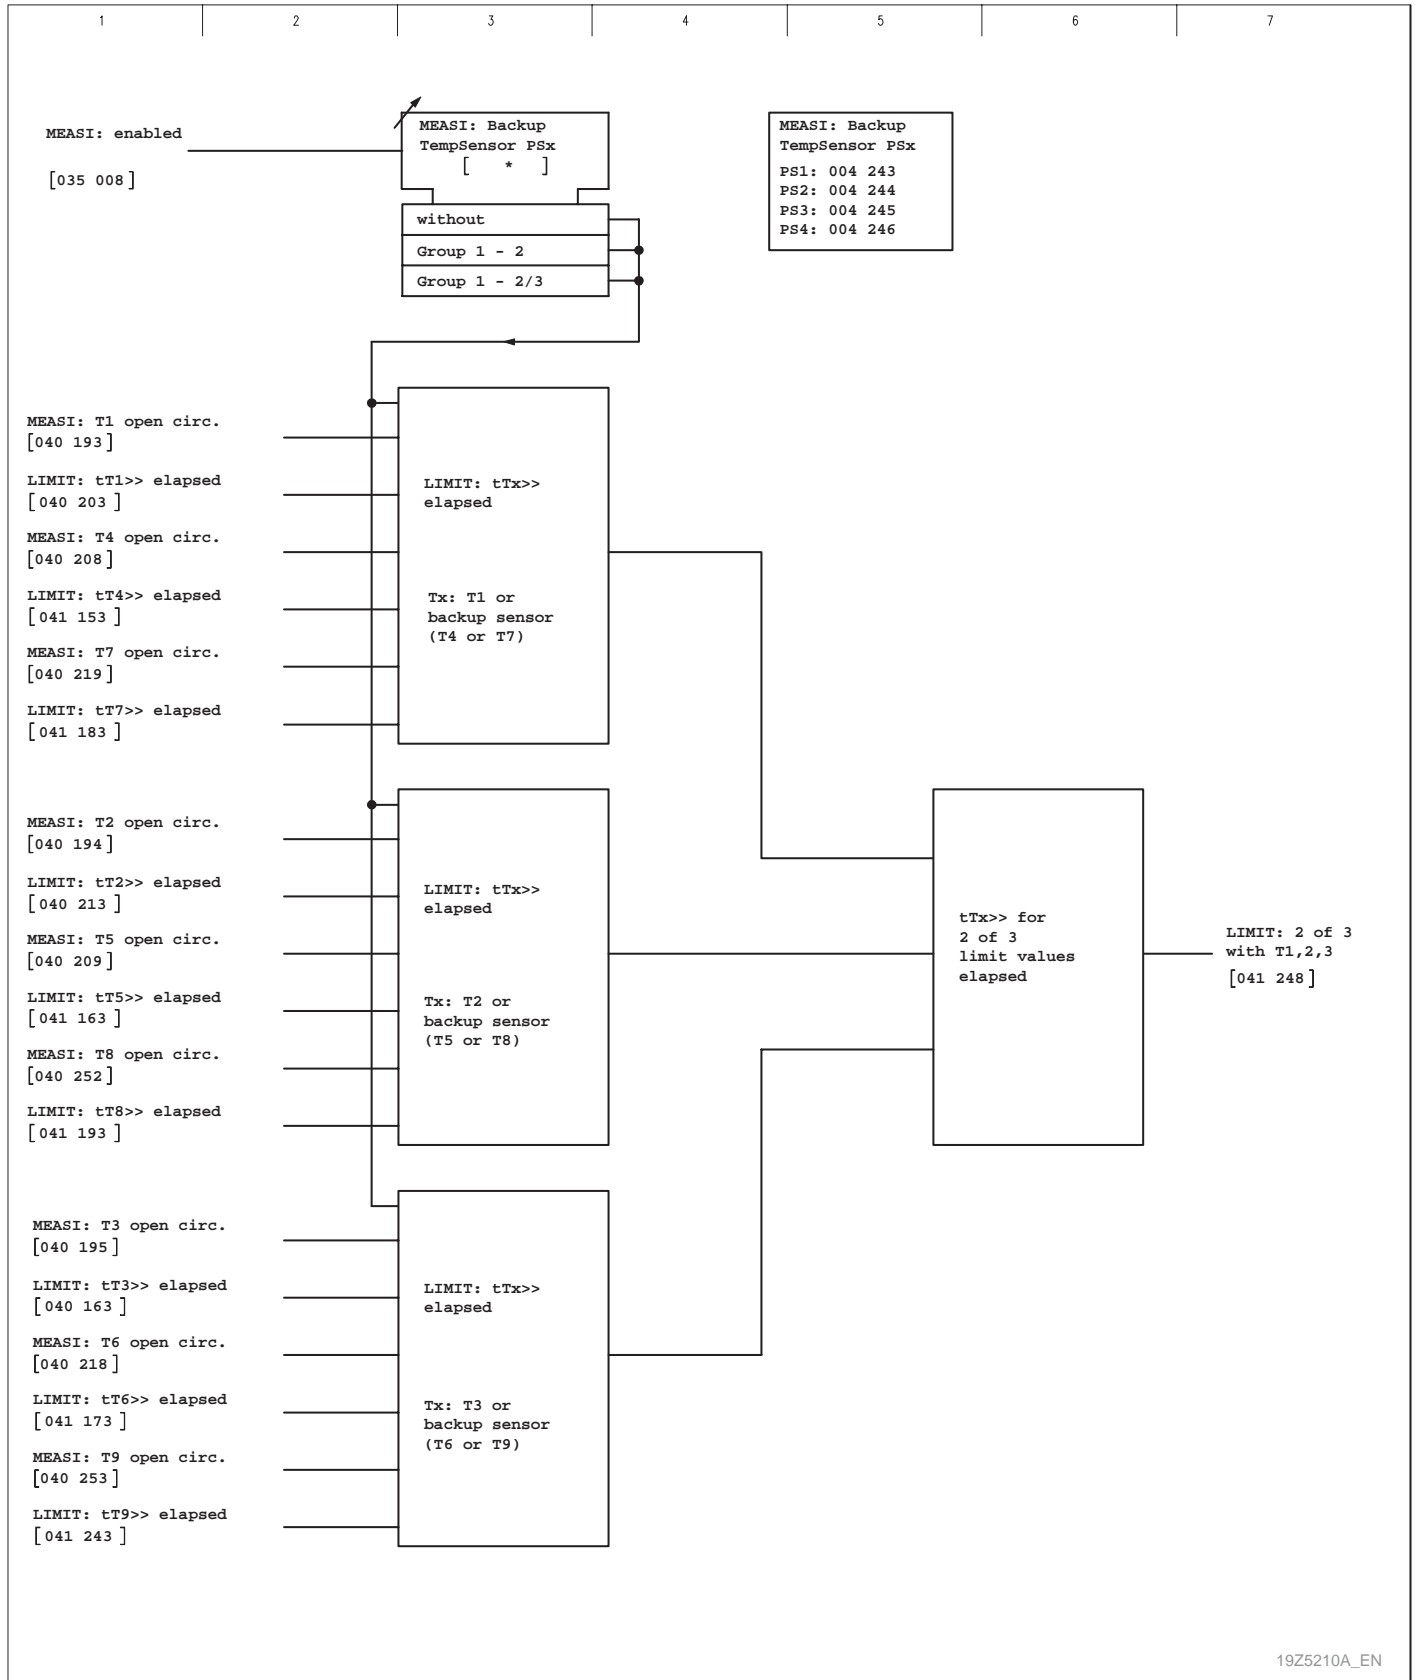 1 2 3 4 5 6 7
MEASI: enabled
[035 008]
MEASI: Backup
TempSensor PSx
[ * ]
without
Group 1 - 2
Group 1 - 2/3
MEASI: Backup
TempSensor PSx
PS1: 004 243
PS2: 004 244
PS3: 004 245
PS4: 004 246
MEASI: T1 open circ.
[040 193]
LIMIT: tT1>> elapsed
[040 203]
MEASI: T4 open circ.
[040 208]
LIMIT: tT4>> elapsed
[041 153]
MEASI: T7 open circ.
[040 219]
LIMIT: tT7>> elapsed
[041 183]
LIMIT: tTx>>
elapsed
Tx: T1 or
backup sensor
(T4 or T7)
MEASI: T2 open circ.
[040 194]
LIMIT: tT2>> elapsed
[040 213]
MEASI: T5 open circ.
[040 209]
LIMIT: tT5>> elapsed
[041 163]
MEASI: T8 open circ.
[040 252]
LIMIT: tT8>> elapsed
[041 193]
LIMIT: tTx>>
elapsed
Tx: T2 or
backup sensor
(T5 or T8)
MEASI: T3 open circ.
[040 195]
LIMIT: tT3>> elapsed
[040 163]
MEASI: T6 open circ.
[040 218]
LIMIT: tT6>> elapsed
[041 173]
MEASI: T9 open circ.
[040 253]
LIMIT: tT9>> elapsed
[041 243]
LIMIT: tTx>>
elapsed
Tx: T3 or
backup sensor
(T6 or T9)
tTx>> for
2 of 3
limit values
elapsed
LIMIT: 2 of 3
with T1,2,3
[041 248]
19Z5210A_EN